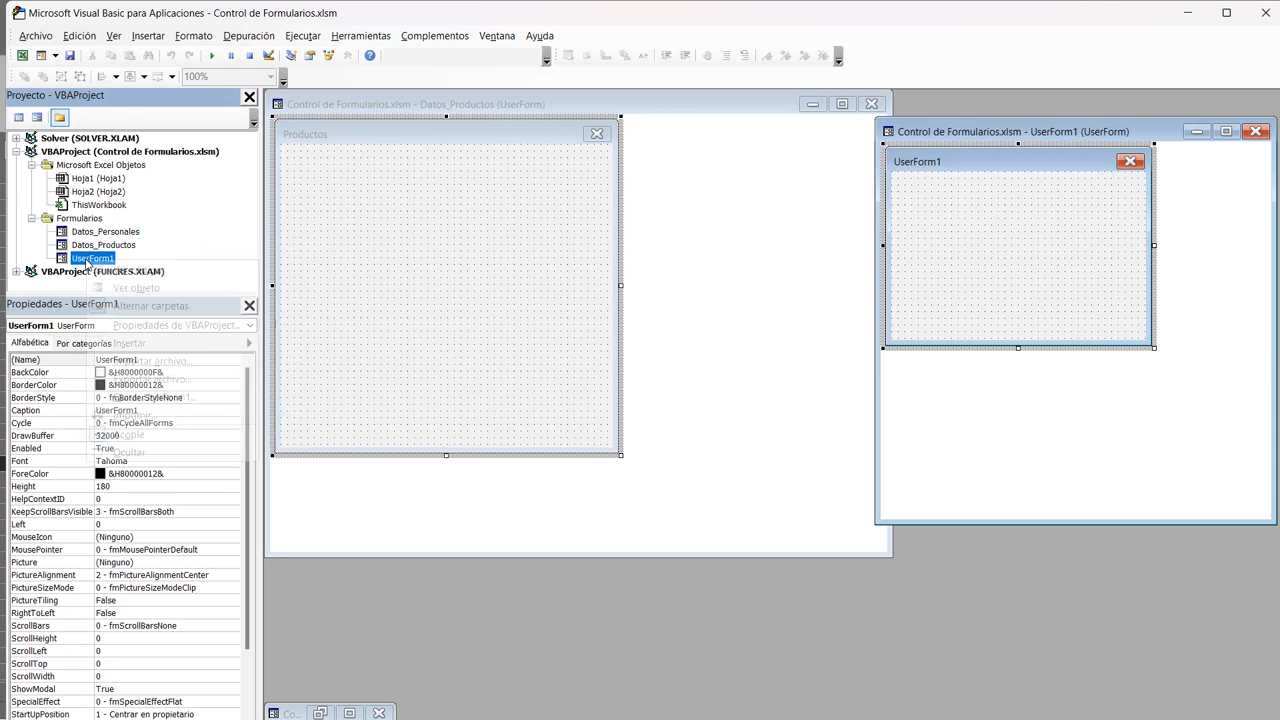 Microsoft Visual Basic para Aplicaciones - Control de Formularios.xlsm
Archivo Edición Ver Insertar Formato Depuración Ejecutar Herramientas Complementos Ventana Ayuda
100%
Proyecto - VBAProject
Solver (SOLVER.XLAM)
VBAProject (Control de Formularios.xlsm)
Microsoft Excel Objetos
Hoja1 (Hoja1)
Hoja2 (Hoja2)
ThisWorkbook
Formularios
Datos_Personales
Datos_Productos
UserForm1
VBAProject (FUNCRES.XLAM)
Ver objeto
Alternar carpetas
Propiedades de VBAProject...
Insertar
Ocultar
Propiedades - UserForm1
UserForm1 UserForm
Alfabética Por categorías
(Name) UserForm1
BackColor &H8000000F&
BorderColor &H80000012&
BorderStyle 0 - fmBorderStyleNone
Caption UserForm1
Cycle 0 - fmCycleAllForms
DrawBuffer 32000
Enabled True
Font Tahoma
ForeColor &H80000012&
Height 180
HelpContextID 0
KeepScrollBarsVisible 3 - fmScrollBarsBoth
Left 0
MouseIcon (Ninguno)
MousePointer 0 - fmMousePointerDefault
Picture (Ninguno)
PictureAlignment 2 - fmPictureAlignmentCenter
PictureSizeMode 0 - fmPictureSizeModeClip
PictureTiling False
RightToLeft False
ScrollBars 0 - fmScrollBarsNone
ScrollHeight 0
ScrollLeft 0
ScrollTop 0
ScrollWidth 0
ShowModal True
SpecialEffect 0 - fmSpecialEffectFlat
StartUpPosition 1 - Centrar en propietario
Control de Formularios.xlsm - Datos_Productos (UserForm)
Productos
Control de Formularios.xlsm - UserForm1 (UserForm)
UserForm1
Co...